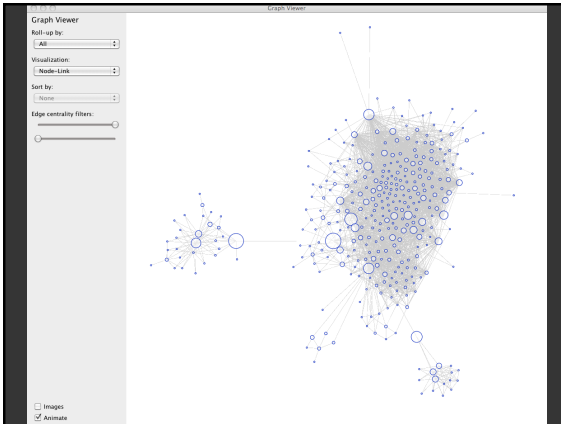 Graph Viewer
Graph Viewer
Roll-up by:
All
Visualization:
Node-Link
Sort by:
None
Edge centrality filters:
Images
Animate